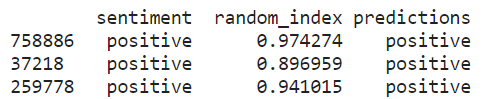 sentiment random_index predictions
758886 positive 0.974274 positive
37218 positive 0.896959 positive
259778 positive 0.941015 positive